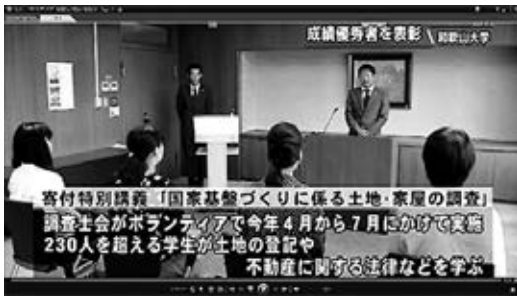 成績優秀者を表彰 \ 和歌山大学
寄付特別講義「国家基盤づくりに係る土地・家屋の調査」
調査士会がボランティアで今年4月から7月にかけて実施
230人を超える学生が土地の登記や
不動産に関する法律などを学ぶ